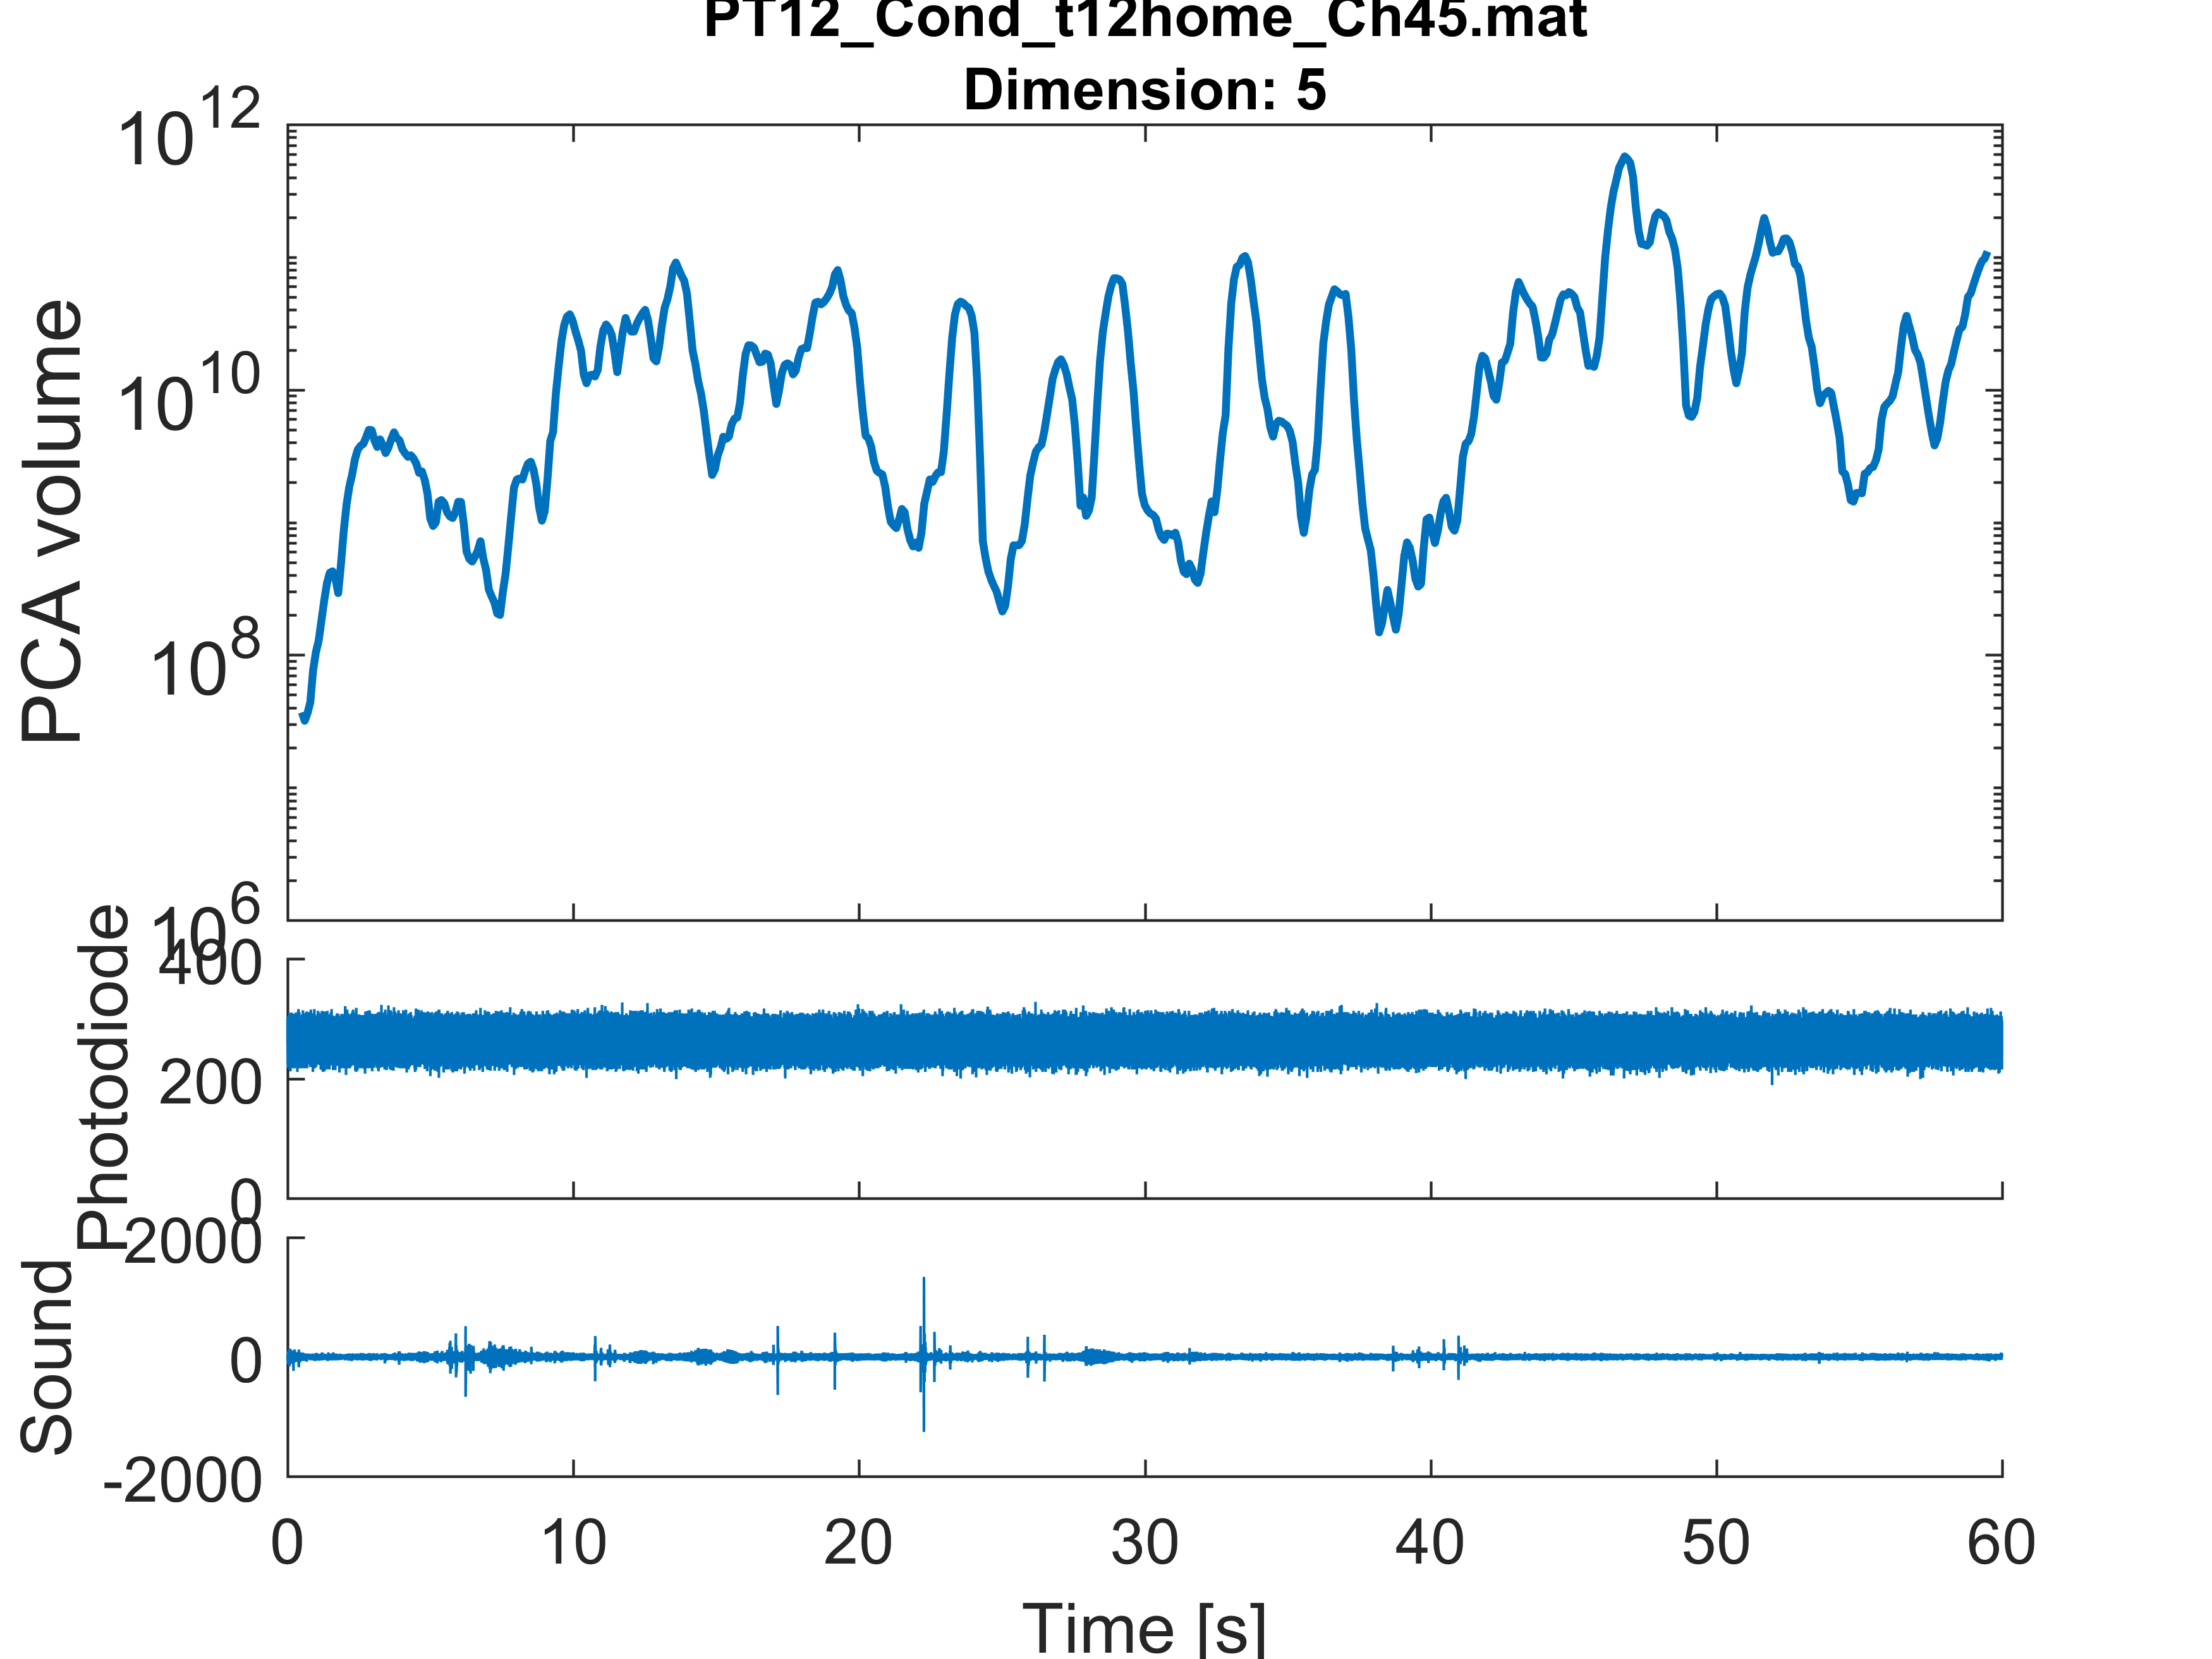 PT12_Cond_t12home_Ch45.mat
Dimension: 5
PCA volume
10^12
10^10
10^8
10^6
Photodiode
400
200
0
Sound
2000
0
-2000
0 10 20 30 40 50 60
Time [s]